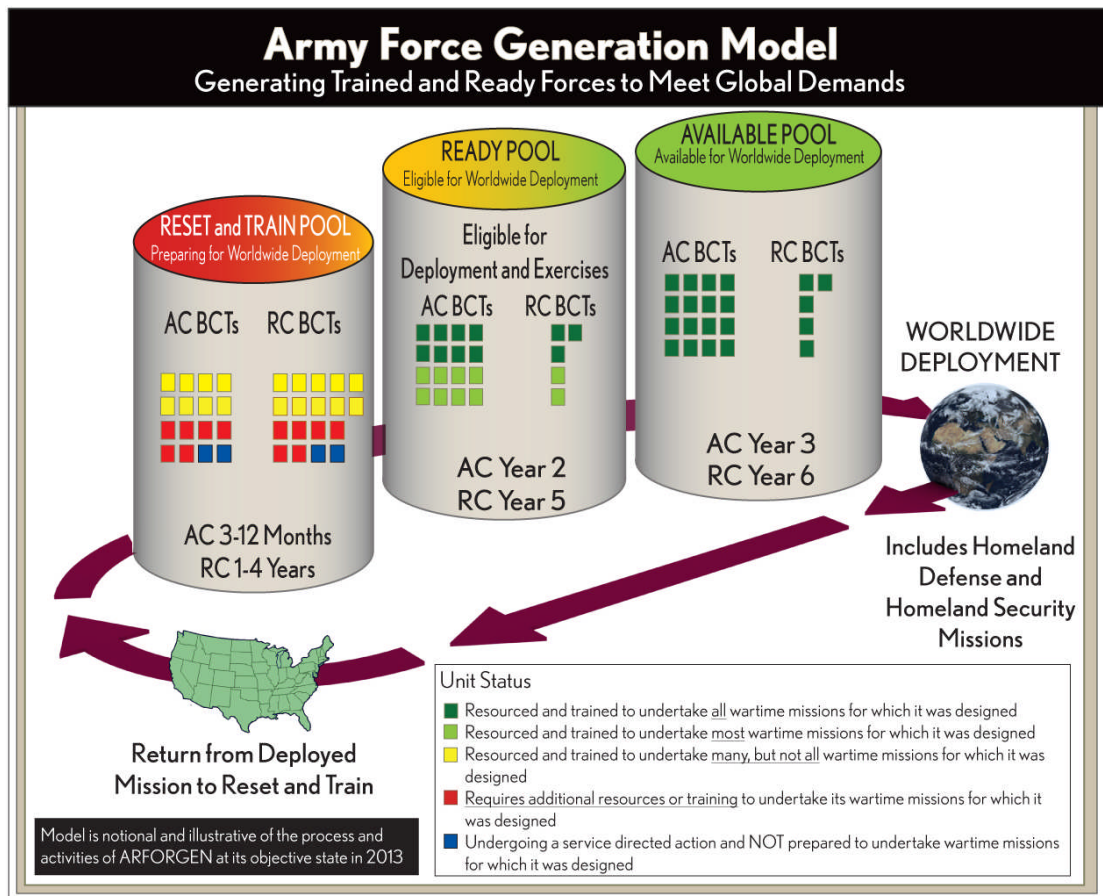 Army Force Generation Model
Generating Trained and Ready Forces to Meet Global Demands
RESET and TRAIN POOL
Preparing for Worldwide Deployment
AC BCTs
RC BCTs
AC 3-12 Months
RC 1-4 Years
READY POOL
Eligible for Worldwide Deployment
Eligible for
Deployment and Exercises
AC BCTs
RC BCTs
AC Year 2
RC Year 5
AVAILABLE POOL
Available for Worldwide Deployment
AC BCTs
RC BCTs
AC Year 3
RC Year 6
WORLDWIDE
DEPLOYMENT
Includes Homeland
Defense and
Homeland Security
Missions
Return from Deployed
Mission to Reset and Train
Unit Status
Resourced and trained to undertake all wartime missions for which it was designed
Resourced and trained to undertake most wartime missions for which it was designed
Resourced and trained to undertake many, but not all wartime missions for which it was
designed
Requires additional resources or training to undertake its wartime missions for which it
was designed
Undergoing a service directed action and NOT prepared to undertake wartime missions
for which it was designed
Model is notional and illustrative of the process and
activities of ARFORGEN at its objective state in 2013